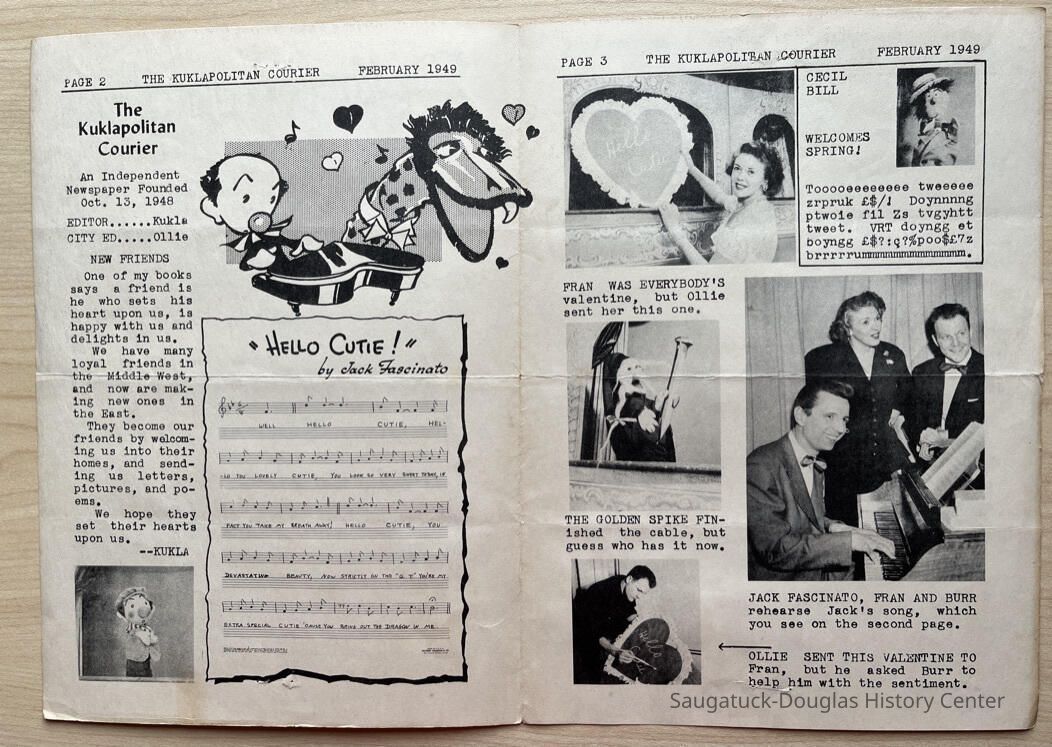 PAGE 2 THE KUKLAPOLITAN COURIER FEBRUARY 1949
The
Kuklapolitan
Courier
An Independent
Newspaper Founded
Oct. 13, 1948
EDITOR......Kukla
CITY ED.....Ollie
NEW FRIENDS
One of my books
says a friend is
he who sets his
heart upon us, is
happy with us and
delights in us.
We have many
loyal friends in
the Middle West,
and now are mak-
ing new ones in
the East.
They become our
friends by welcom-
ing us into their
homes, and send-
ing us letters,
pictures, and po-
ems.
We hope they
set their hearts
upon us.
--KUKLA
"HELLO CUTIE!"
by Jack Fascinato
WELL HELLO CUTIE, HEL-
-LO YOU LOVELY CUTIE, YOU LOOK SO VERY SWEET TODAY, IN
FACT YOU TAKE MY BREATH AWAY! HELLO CUTIE, YOU
DEVASTATING BEAUTY, NOW STRICTLY ON THE "Q.T." YOU'RE MY
EXTRA SPECIAL CUTIE 'CAUSE YOU BRING OUT THE DRAGON IN ME.
PAGE 3 THE KUKLAPOLITAN COURIER FEBRUARY 1949
Hello
Cutie
CECIL
BILL
WELCOMES
SPRING!
Toooooeeeeeeee tweeeee
zrpruk £$/! Doynnnng
ptwoie fil Zs tvgyhtt
tweet. VRT doyngg et
boyngg £$?:ç?%poo$£7z
brrrrrummmmmmmmmmmmm.
FRAN WAS EVERYBODY'S
valentine, but Ollie
sent her this one.
THE GOLDEN SPIKE FIN-
ished the cable, but
guess who has it now.
Hello
JACK FASCINATO, FRAN AND BURR
rehearse Jack's song, which
you see on the second page.
OLLIE SENT THIS VALENTINE TO
Fran, but he asked Burr to
help him with the sentiment.
Saugatuck-Douglas History Center